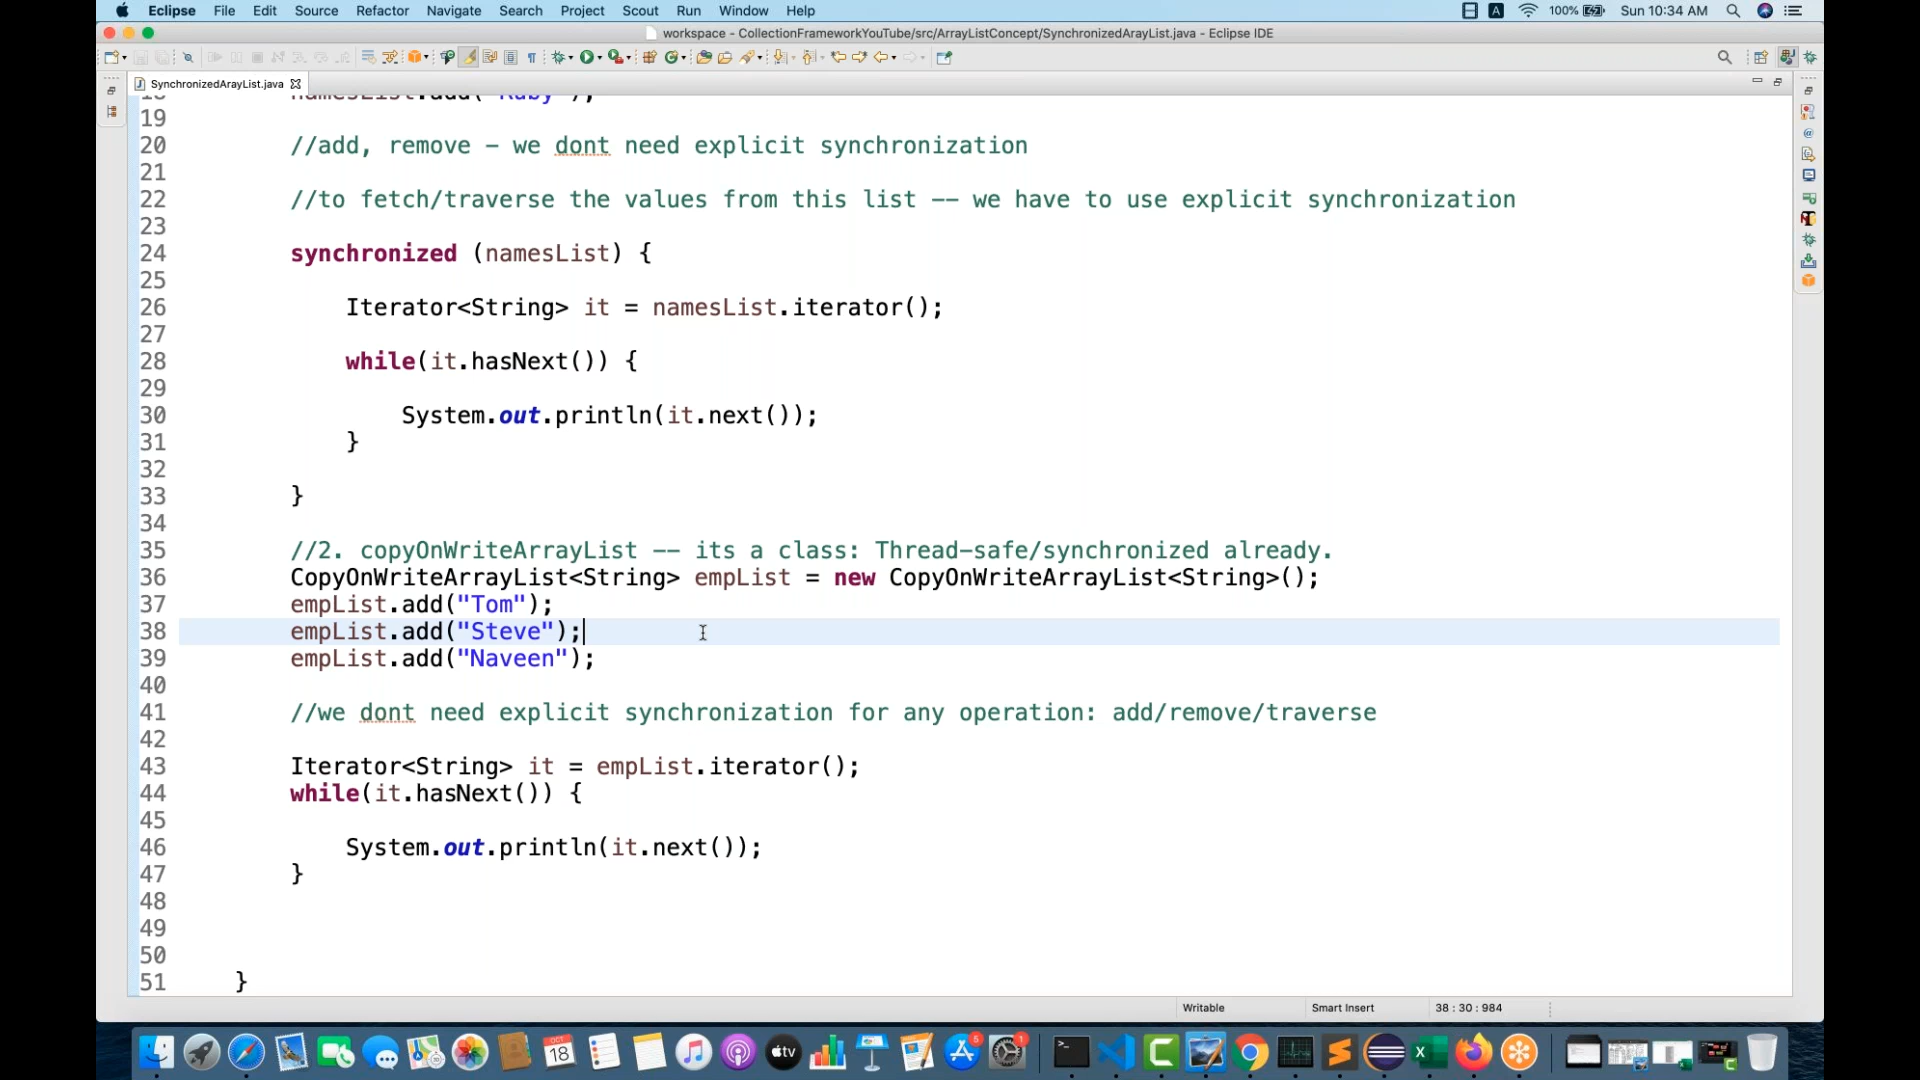 Eclipse File Edit Source Refactor Navigate Search Project Scout Run Window Help A 100% Sun 10:34 AM
workspace - CollectionFrameworkYouTube/src/ArrayListConcept/SynchronizedArayList.java - Eclipse IDE
SynchronizedArayList.java
18 namesList.add("Ruby");
19
20 //add, remove - we dont need explicit synchronization
21
22 //to fetch/traverse the values from this list -- we have to use explicit synchronization
23
24 synchronized (namesList) {
25
26 Iterator<String> it = namesList.iterator();
27
28 while(it.hasNext()) {
29
30 System.out.println(it.next());
31 }
32
33 }
34
35 //2. copyOnWriteArrayList -- its a class: Thread-safe/synchronized already.
36 CopyOnWriteArrayList<String> empList = new CopyOnWriteArrayList<String>();
37 empList.add("Tom");
38 empList.add("Steve");
39 empList.add("Naveen");
40
41 //we dont need explicit synchronization for any operation: add/remove/traverse
42
43 Iterator<String> it = empList.iterator();
44 while(it.hasNext()) {
45
46 System.out.println(it.next());
47 }
48
49
50
51 }
Writable Smart Insert 38 : 30 : 984
OCT
18
tv